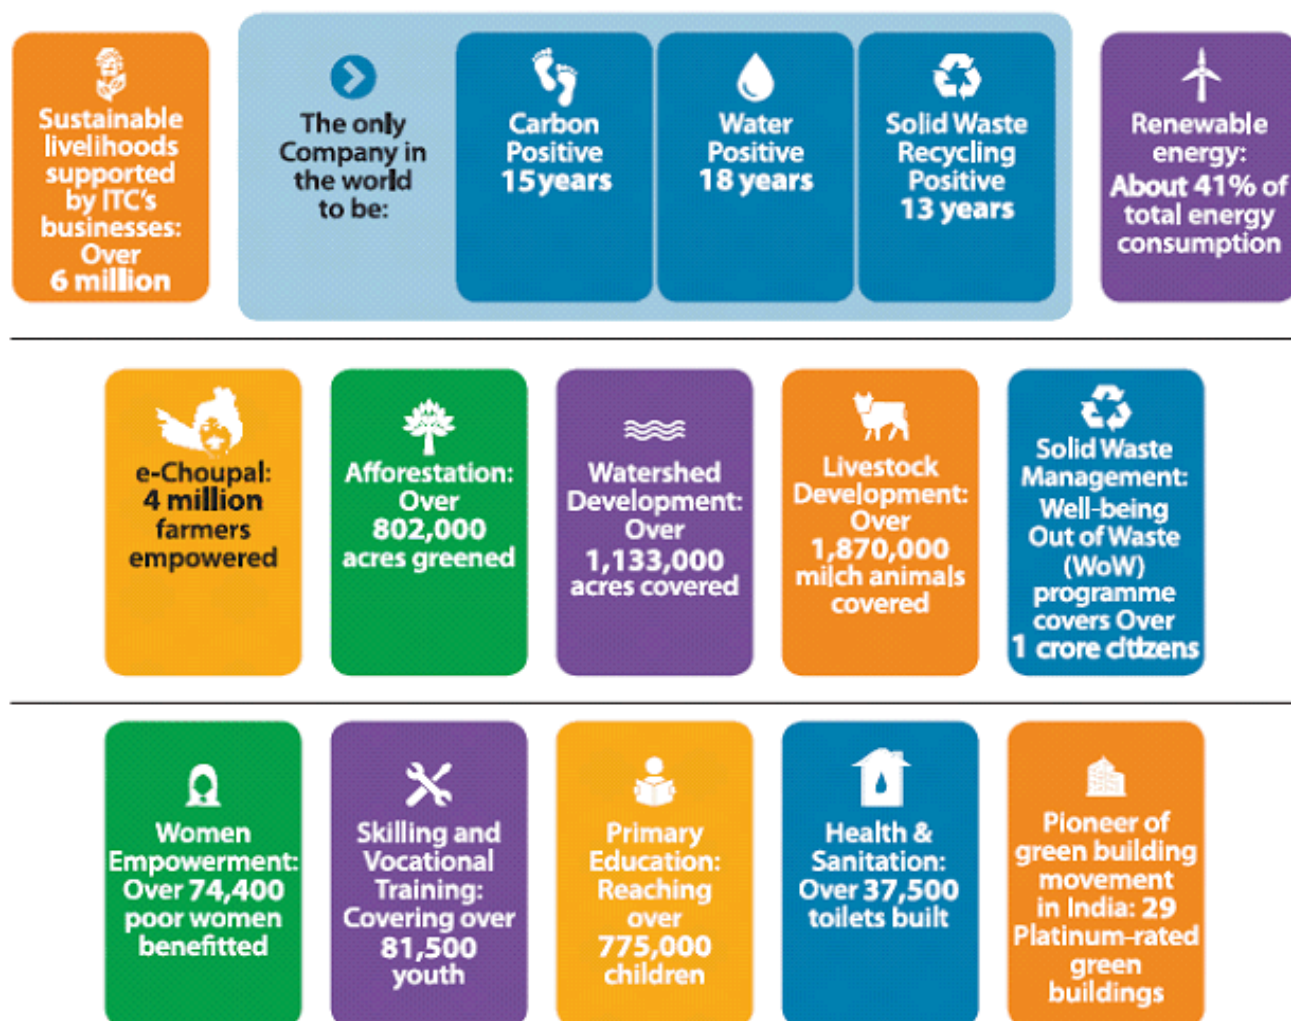 Sustainable
livelihoods
supported
by ITC's
businesses:
Over
6 million
The only
Company in
the world
to be:
Carbon
Positive
15 years
Water
Positive
18 years
Solid Waste
Recycling
Positive
13 years
Renewable
energy:
About 41% of
total energy
consumption
e-Choupal:
4 million
farmers
empowered
Afforestation:
Over
802,000
acres greened
Watershed
Development:
Over
1,133,000
acres covered
Livestock
Development:
Over
1,870,000
milch animals
covered
Solid Waste
Management:
Well-being
Out of Waste
(WoW)
programme
covers Over
1 crore citizens
Women
Empowerment:
Over 74,400
poor women
benefitted
Skilling and
Vocational
Training:
Covering over
81,500
youth
Primary
Education:
Reaching
over
775,000
children
Health &
Sanitation:
Over 37,500
toilets built
Pioneer of
green building
movement
in India: 29
Platinum-rated
green
buildings